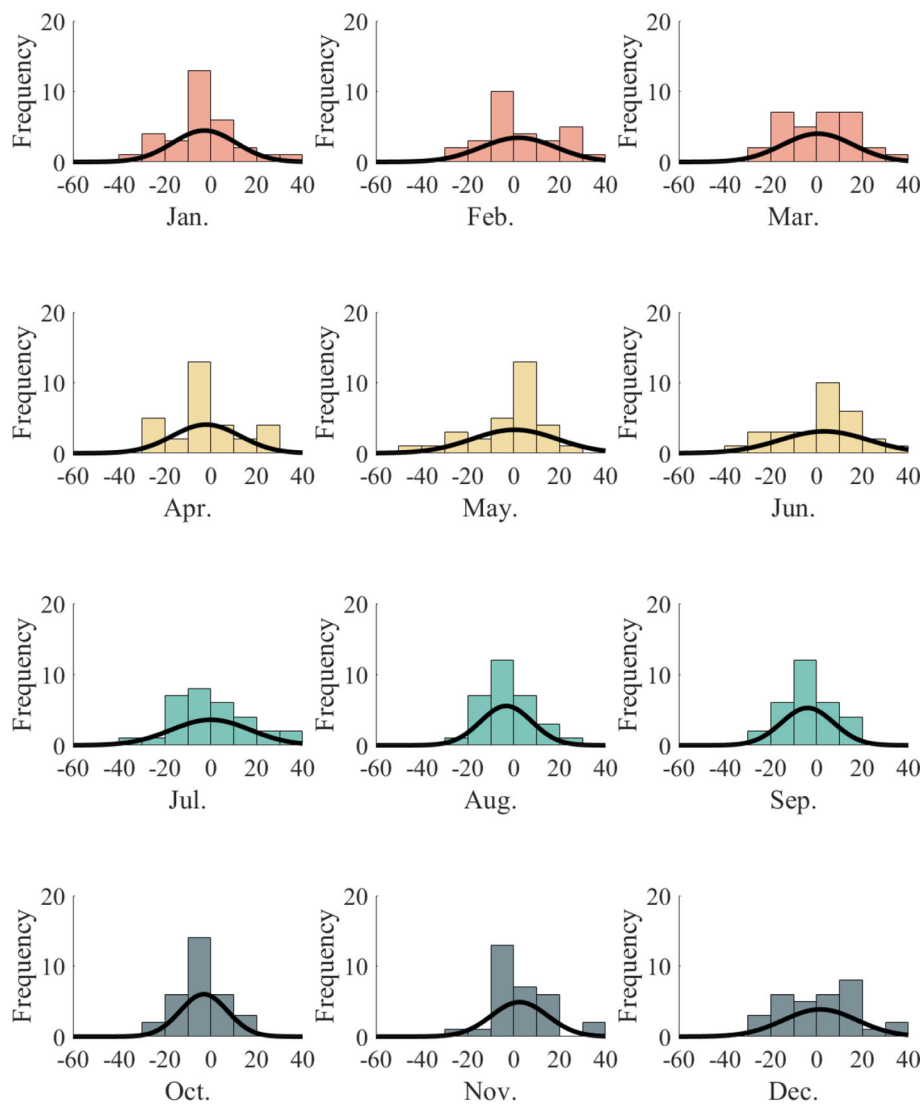 20 20 20
Frequency Frequency Frequency
10 10 10
0 0 0
-60 -40 -20 0 20 40 -60 -40 -20 0 20 40 -60 -40 -20 0 20 40
Jan. Feb. Mar.
20 20 20
Frequency Frequency Frequency
10 10 10
0 0 0
-60 -40 -20 0 20 40 -60 -40 -20 0 20 40 -60 -40 -20 0 20 40
Apr. May. Jun.
20 20 20
Frequency Frequency Frequency
10 10 10
0 0 0
-60 -40 -20 0 20 40 -60 -40 -20 0 20 40 -60 -40 -20 0 20 40
Jul. Aug. Sep.
20 20 20
Frequency Frequency Frequency
10 10 10
0 0 0
-60 -40 -20 0 20 40 -60 -40 -20 0 20 40 -60 -40 -20 0 20 40
Oct. Nov. Dec.